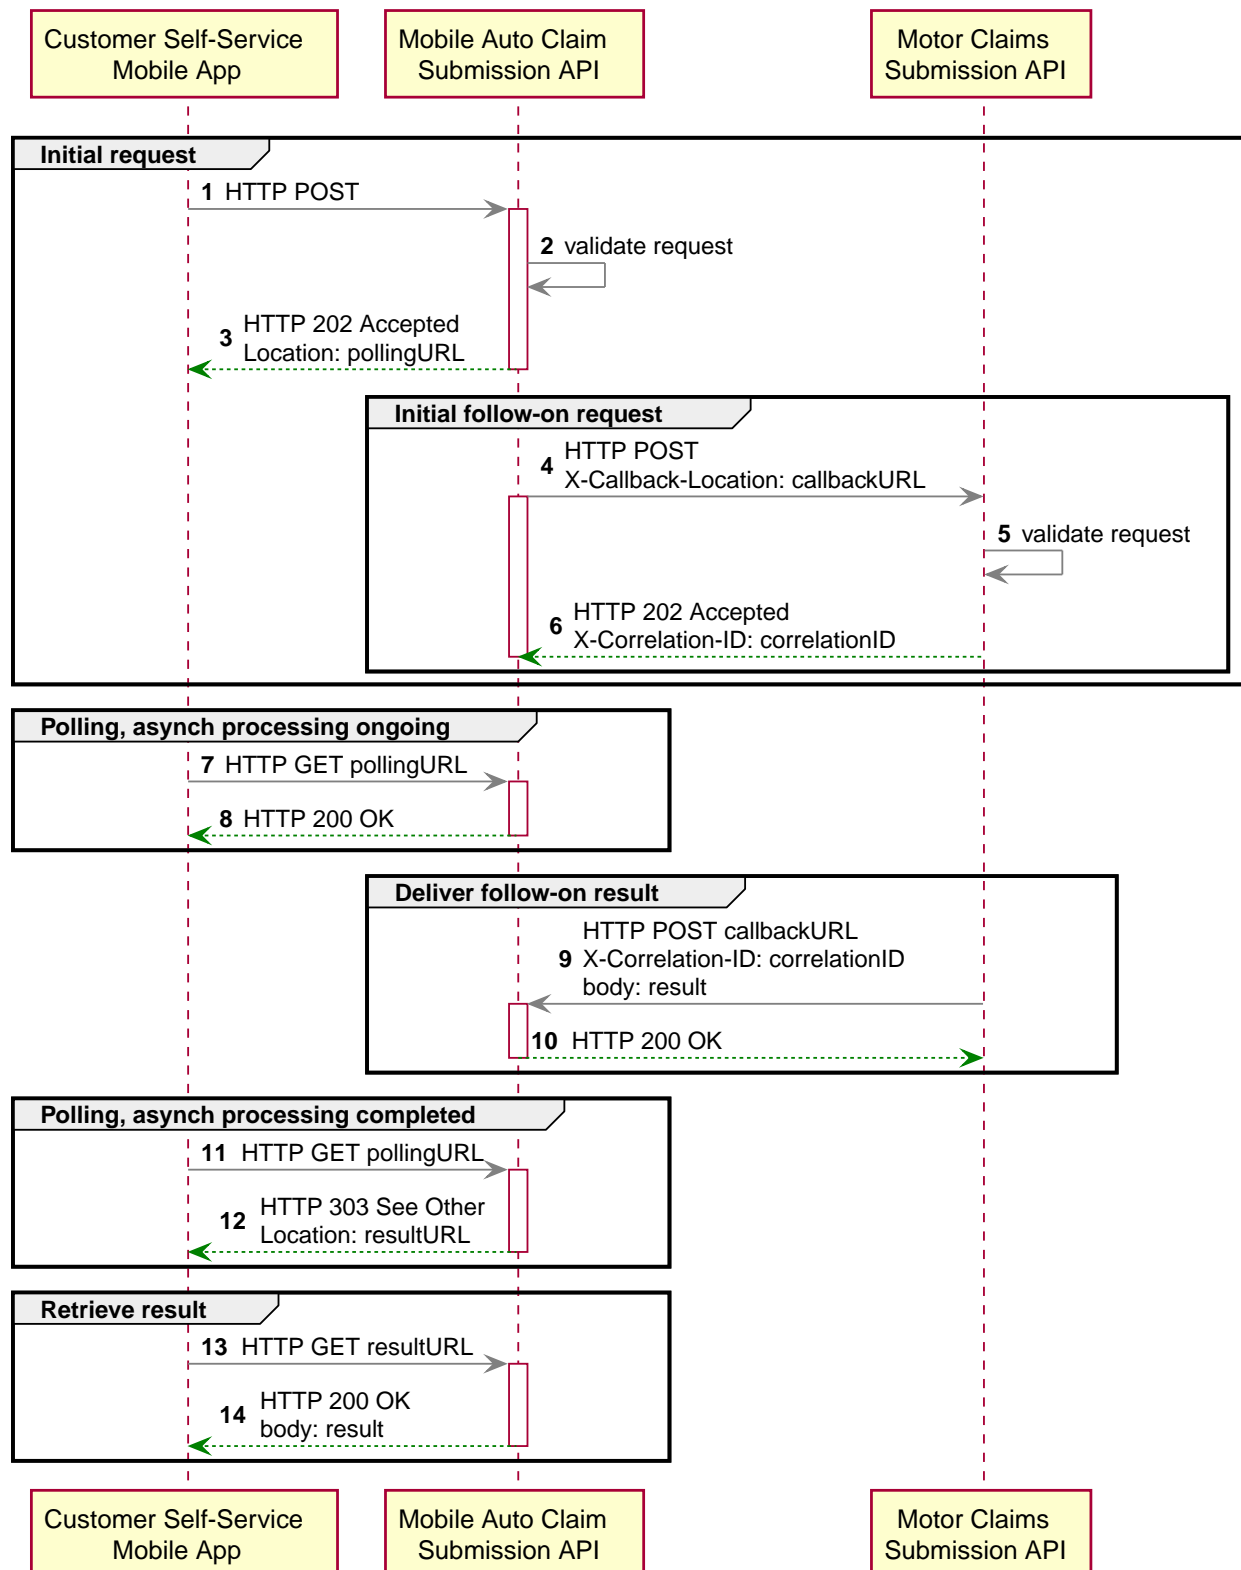 Customer Self-Service
Mobile App
Mobile Auto Claim
Submission API
Motor Claims
Submission API
Initial request
1 HTTP POST
2 validate request
3 HTTP 202 Accepted
Location: pollingURL
Initial follow-on request
4 HTTP POST
X-Callback-Location: callbackURL
5 validate request
6 HTTP 202 Accepted
X-Correlation-ID: correlationID
Polling, asynch processing ongoing
7 HTTP GET pollingURL
8 HTTP 200 OK
Deliver follow-on result
HTTP POST callbackURL
9 X-Correlation-ID: correlationID
body: result
10 HTTP 200 OK
Polling, asynch processing completed
11 HTTP GET pollingURL
12 HTTP 303 See Other
Location: resultURL
Retrieve result
13 HTTP GET resultURL
14 HTTP 200 OK
body: result
Customer Self-Service
Mobile App
Mobile Auto Claim
Submission API
Motor Claims
Submission API